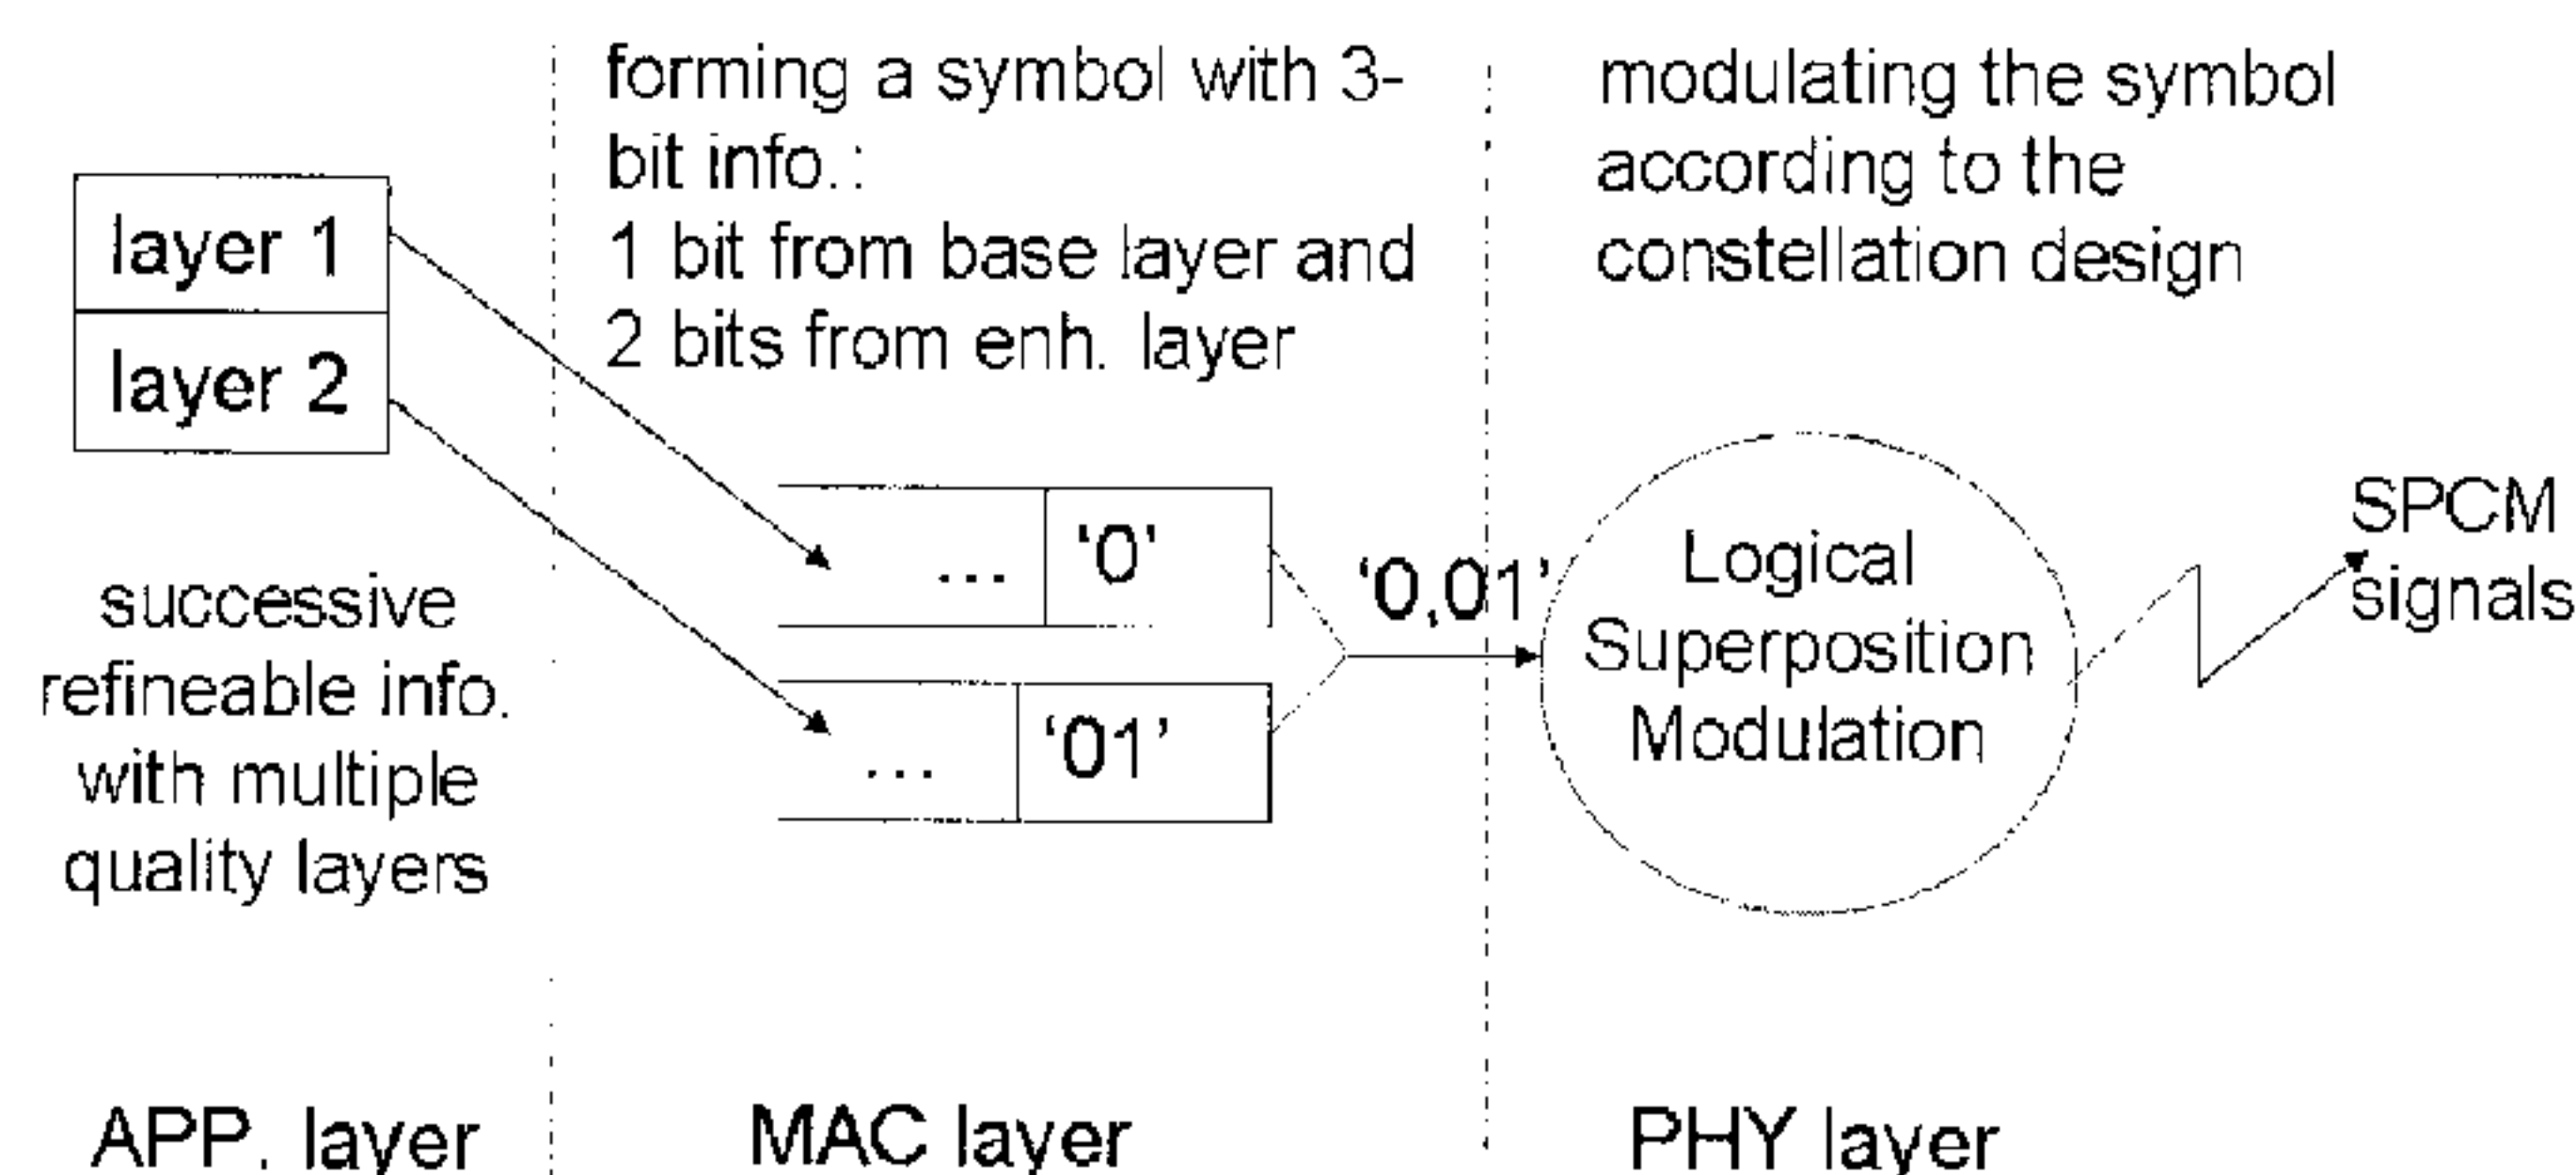 layer 1
layer 2
successive
refineable info.
with multiple
quality layers
APP. layer
forming a symbol with 3-
bit info.:
1 bit from base layer and
2 bits from enh. layer
... '0'
... '01'
'0,01'
MAC layer
modulating the symbol
according to the
constellation design
Logical
Superposition
Modulation
SPCM
signals
PHY layer